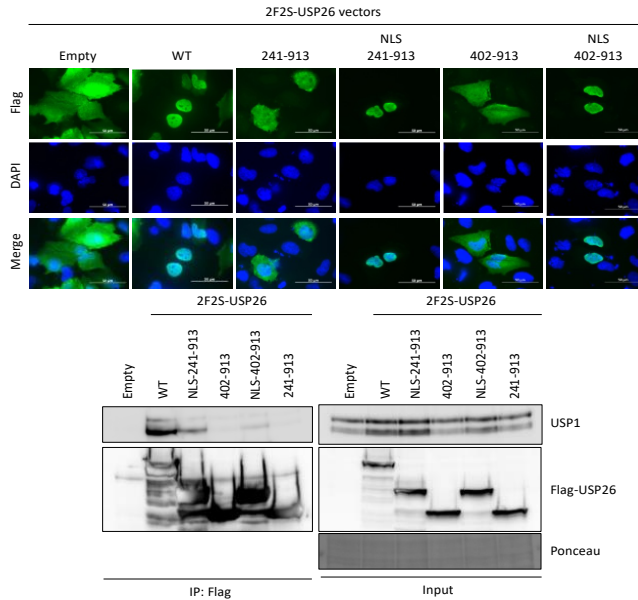 2F2S-USP26 vectors
Empty WT 241-913 NLS 241-913 402-913 NLS 402-913
Flag
DAPI
Merge
2F2S-USP26 2F2S-USP26
Empty WT NLS-241-913 402-913 NLS-402-913 241-913 Empty WT NLS-241-913 402-913 NLS-402-913 241-913
USP1
Flag-USP26
Ponceau
IP: Flag Input